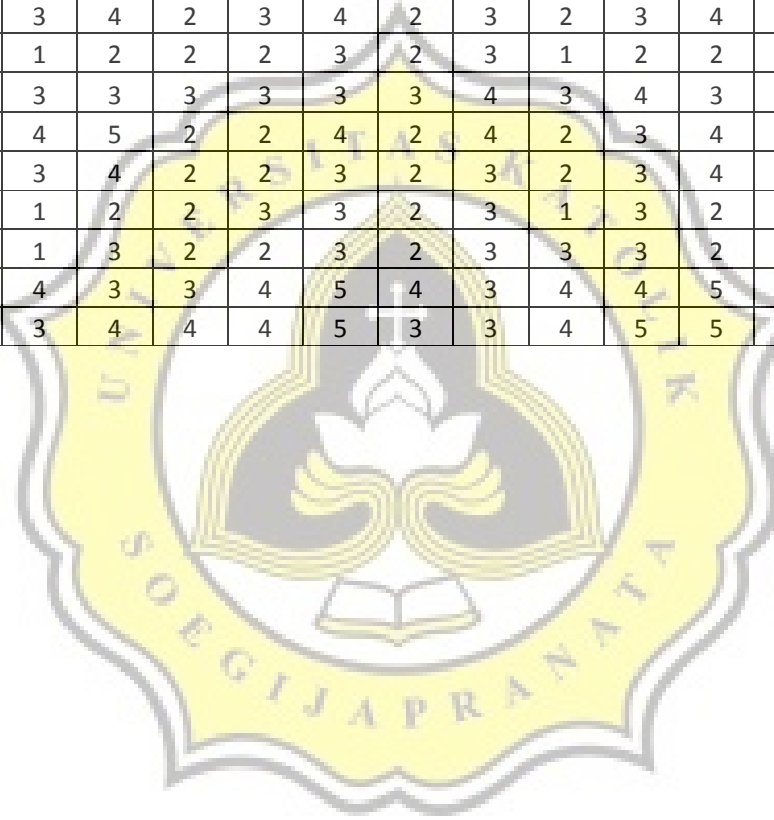 3 4 2 3 4 2 3 2 3 4
1 2 2 2 3 2 3 1 2 2
3 3 3 3 3 3 4 3 4 3
4 5 2 2 4 2 4 2 3 4
3 4 2 2 3 2 3 2 3 4
1 2 2 3 3 2 3 1 3 2
1 3 2 2 3 2 3 3 3 2
4 3 3 4 5 4 3 4 4 5
3 4 4 4 5 3 3 4 5 5
UNIVERSITAS KATOLIK
SOEGIJAPRANATA